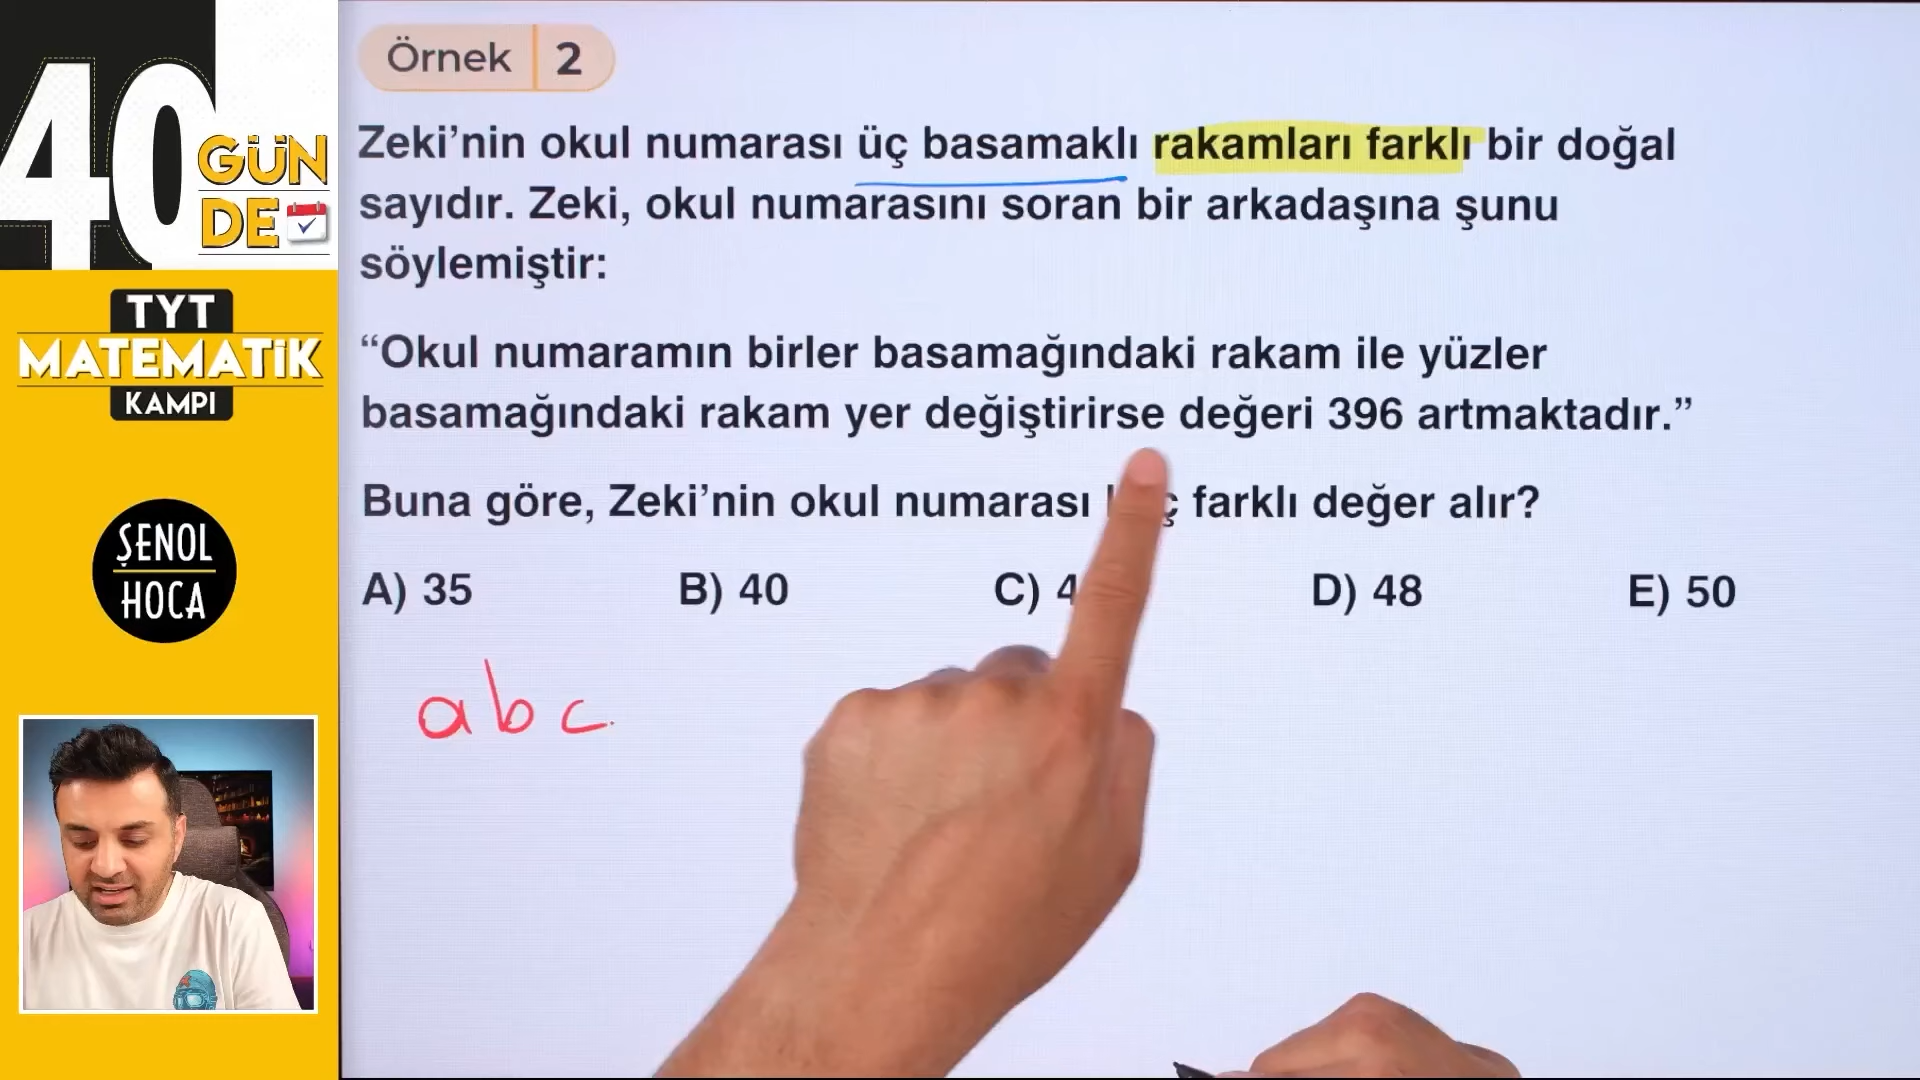 40
GÜN
DE
TYT
MATEMATİK
KAMPI
ŞENOL
HOCA
Örnek 2
Zeki’nin okul numarası üç basamaklı rakamları farklı bir doğal
sayıdır. Zeki, okul numarasını soran bir arkadaşına şunu
söylemiştir:
“Okul numaramın birler basamağındaki rakam ile yüzler
basamağındaki rakam yer değiştirirse değeri 396 artmaktadır.”
Buna göre, Zeki’nin okul numarası farklı değer alır?
A) 35 B) 40 C) D) 48 E) 50
abc